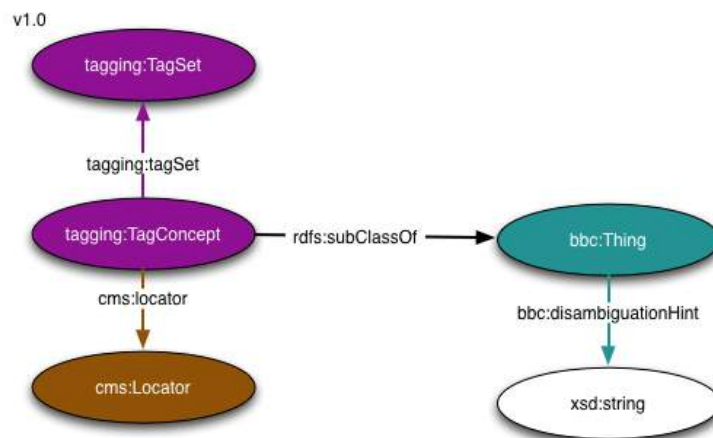 v1.0
tagging:TagSet
tagging:tagSet
tagging:TagConcept
rdfs:subClassOf
bbc:Thing
cms:locator
bbc:disambiguationHint
cms:Locator
xsd:string